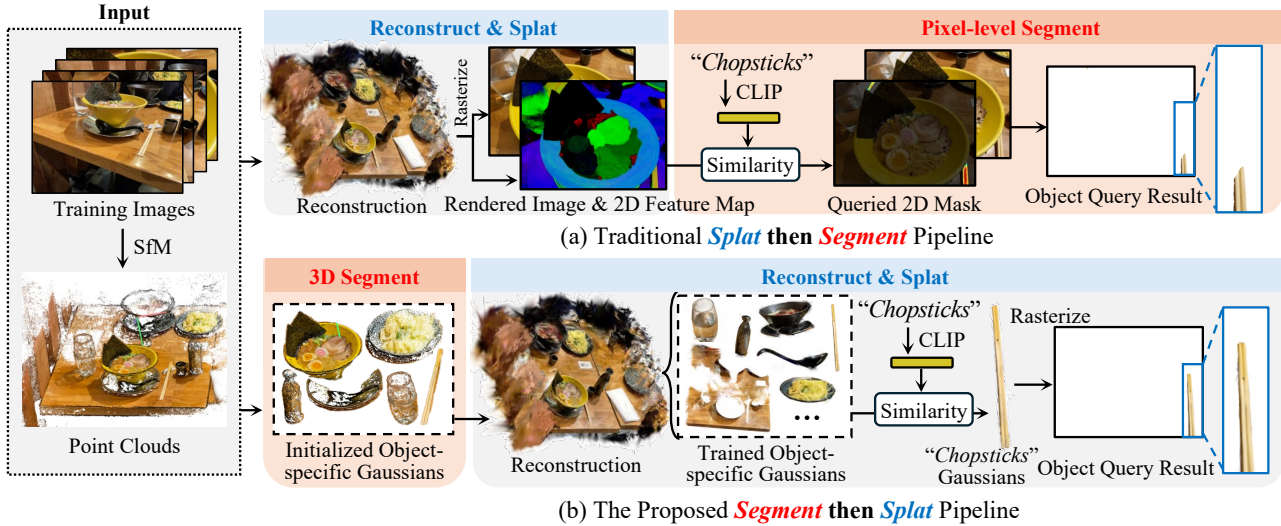 Input
Training Images
SfM
Point Clouds
Reconstruct & Splat
Pixel-level Segment
Reconstruction
Rasterize
Rendered Image & 2D Feature Map
“Chopsticks”
CLIP
Similarity
Queried 2D Mask
Object Query Result
(a) Traditional Splat then Segment Pipeline
3D Segment
Reconstruct & Splat
Initialized Object-
specific Gaussians
Reconstruction
Trained Object-
specific Gaussians
“Chopsticks”
CLIP
Similarity
“Chopsticks”
Gaussians
Rasterize
Object Query Result
(b) The Proposed Segment then Splat Pipeline